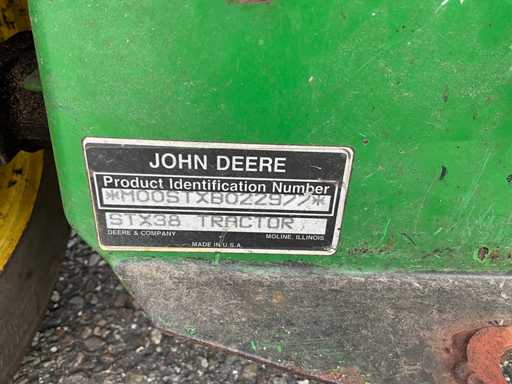 JOHN DEERE
Product Identification Number
*M00STXB022977*
STX38 TRACTOR
DEERE & COMPANY MOLINE, ILLINOIS
MADE IN U.S.A.